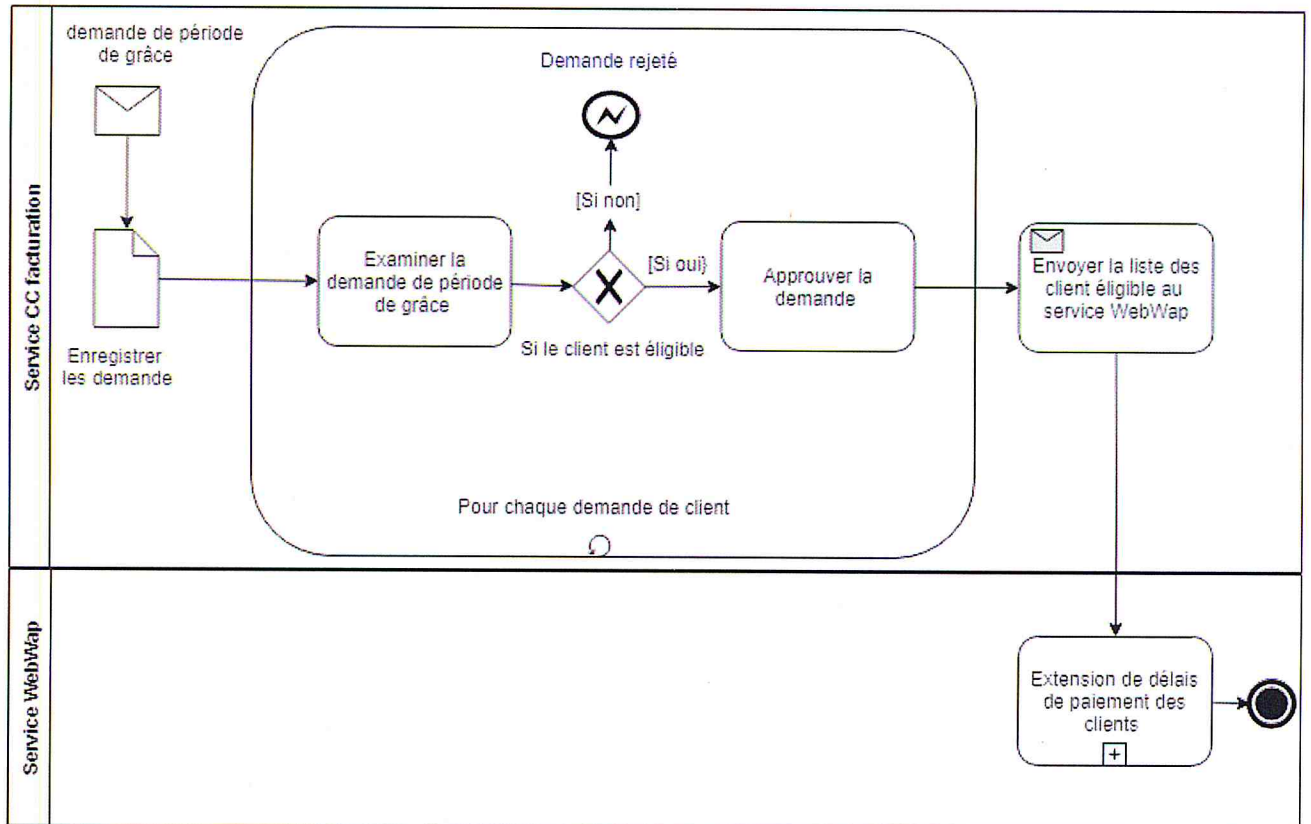 Service CC facturation
demande de période
de grâce
Enregistrer
les demande
Demande rejeté
[Si non]
Examiner la
demande de période
de grâce
[Si oui}
Si le client est éligible
Approuver la
demande
Pour chaque demande de client
Envoyer la liste des
client éligible au
service WebWap
Service WebWap
Extension de délais
de paiement des
clients